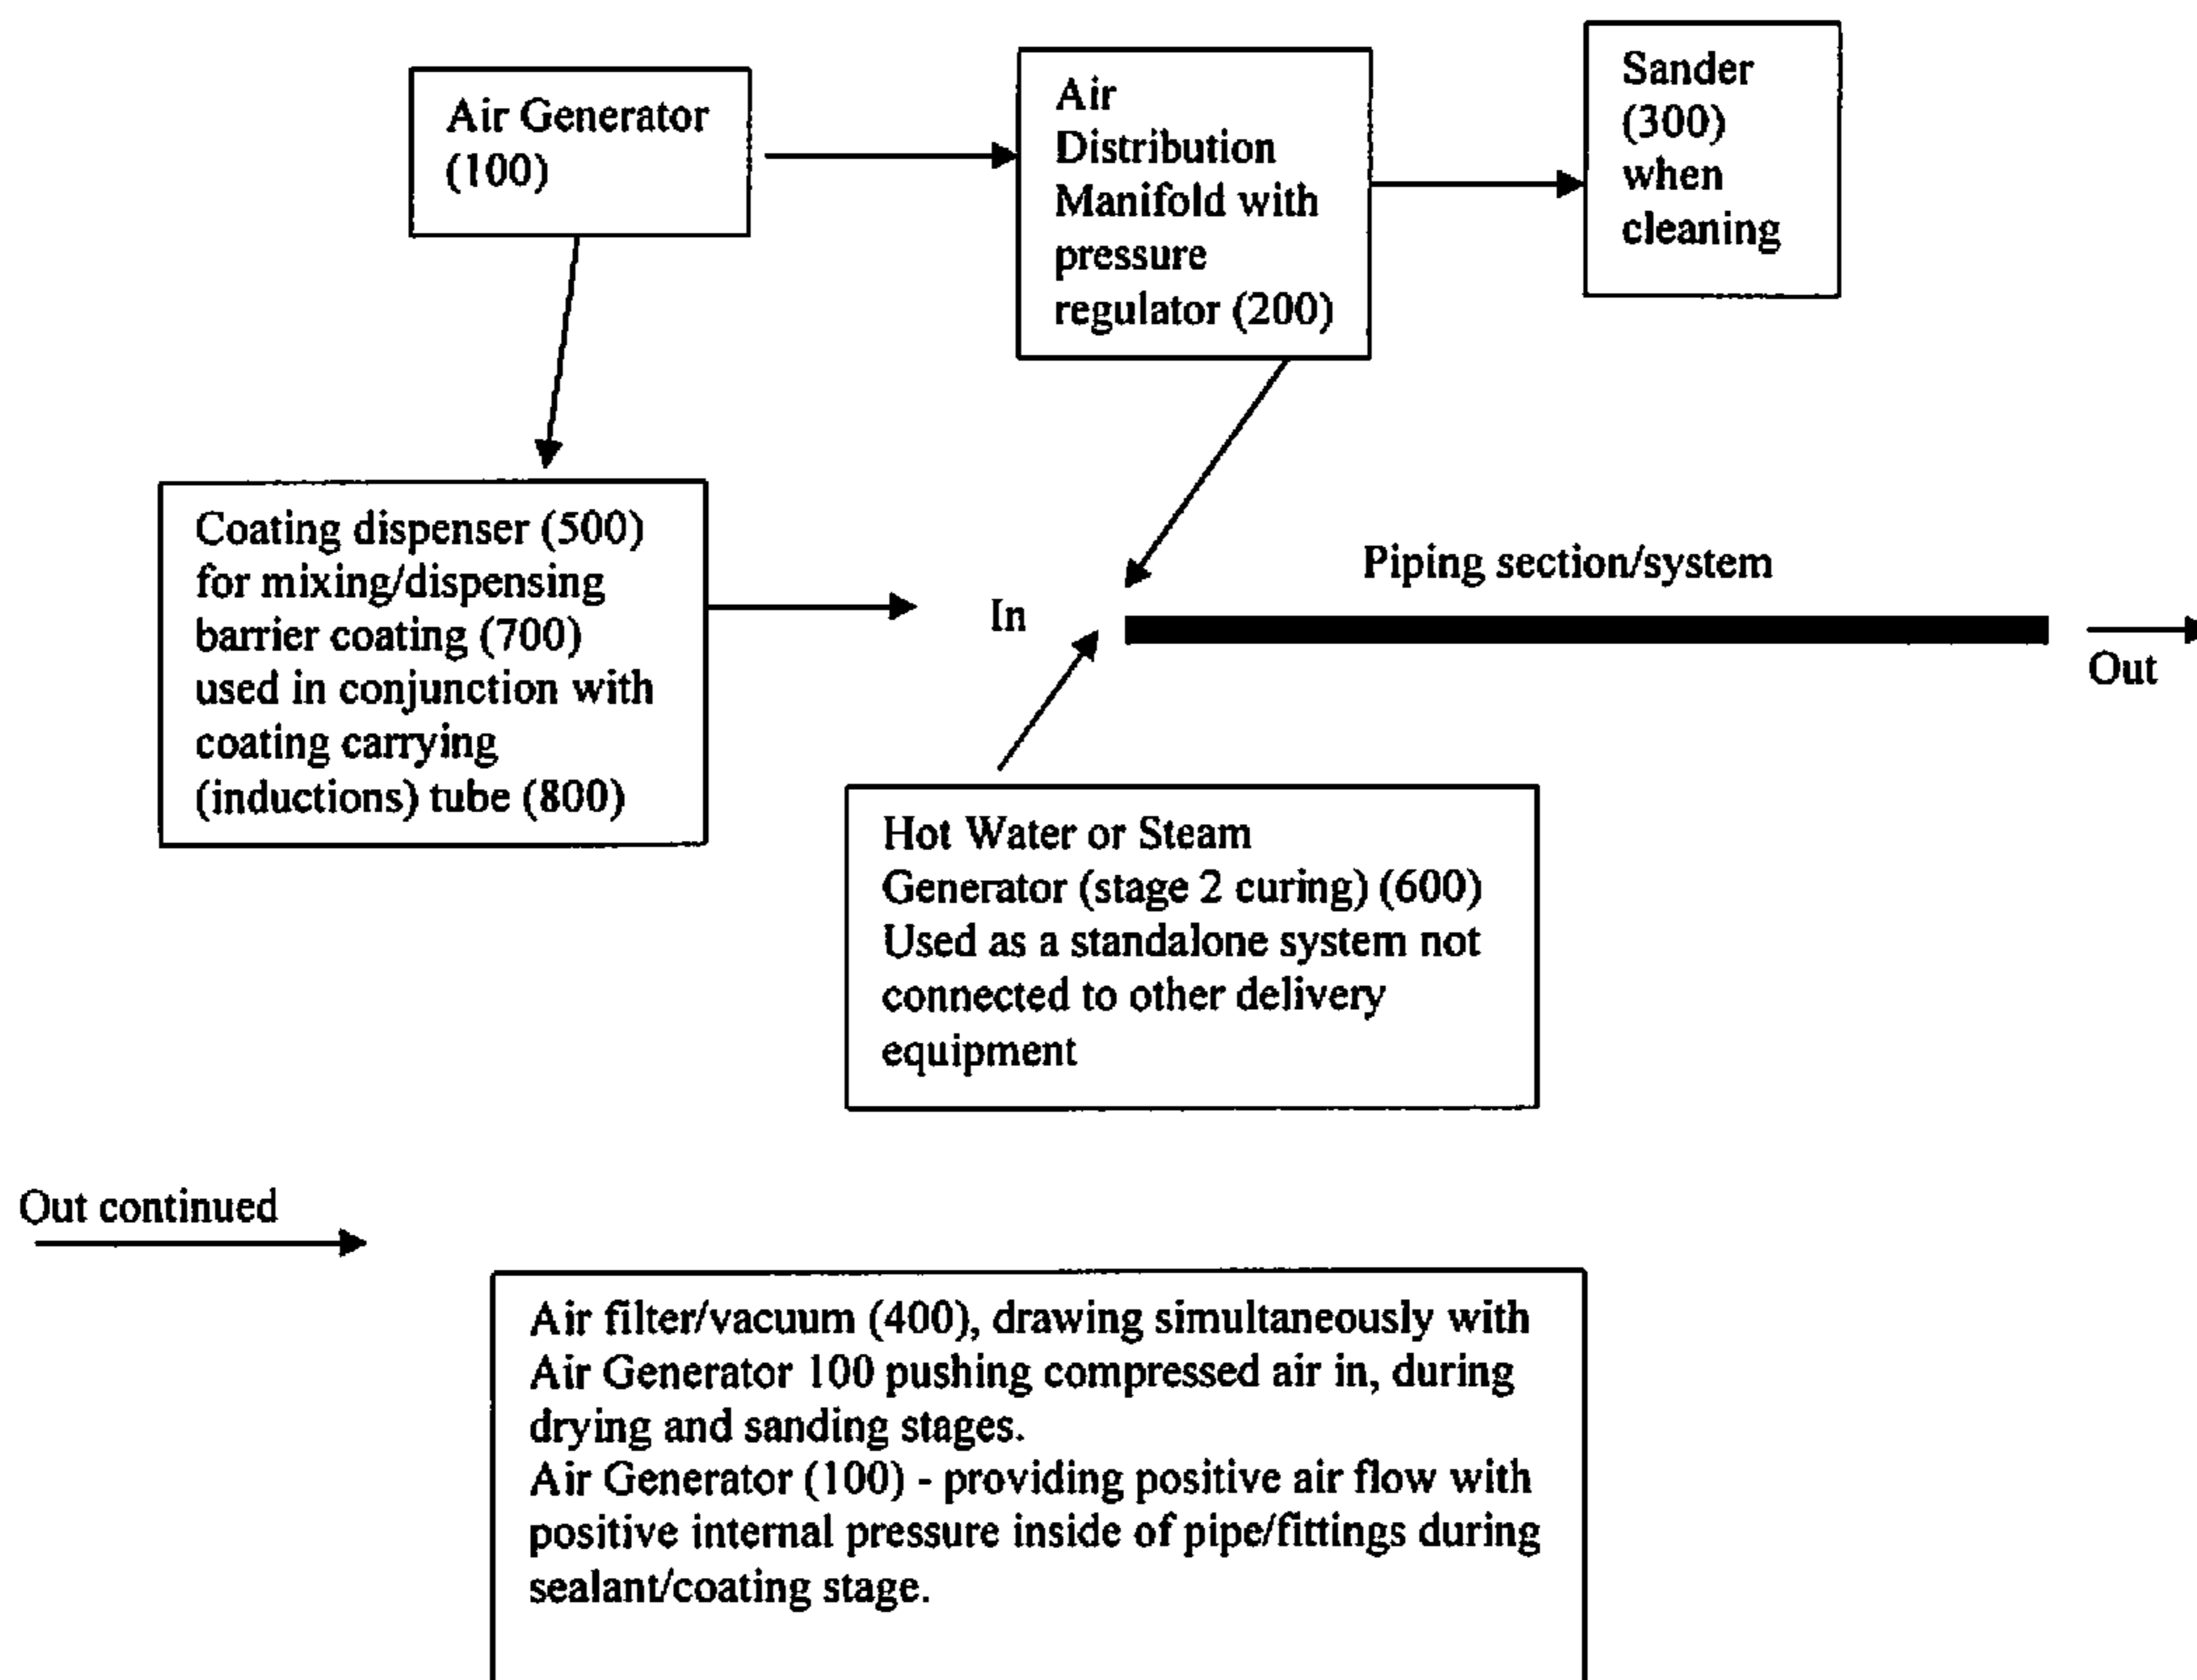 Air Generator
(100)
Air
Distribution
Manifold with
pressure
regulator (200)
Sander
(300)
when
cleaning
Coating dispenser (500)
for mixing/dispensing
barrier coating (700)
used in conjunction with
coating carrying
(inductions) tube (800)
In
Piping section/system
Out
Hot Water or Steam
Generator (stage 2 curing) (600)
Used as a standalone system not
connected to other delivery
equipment
Out continued
Air filter/vacuum (400), drawing simultaneously with
Air Generator 100 pushing compressed air in, during
drying and sanding stages.
Air Generator (100) - providing positive air flow with
positive internal pressure inside of pipe/fittings during
sealant/coating stage.